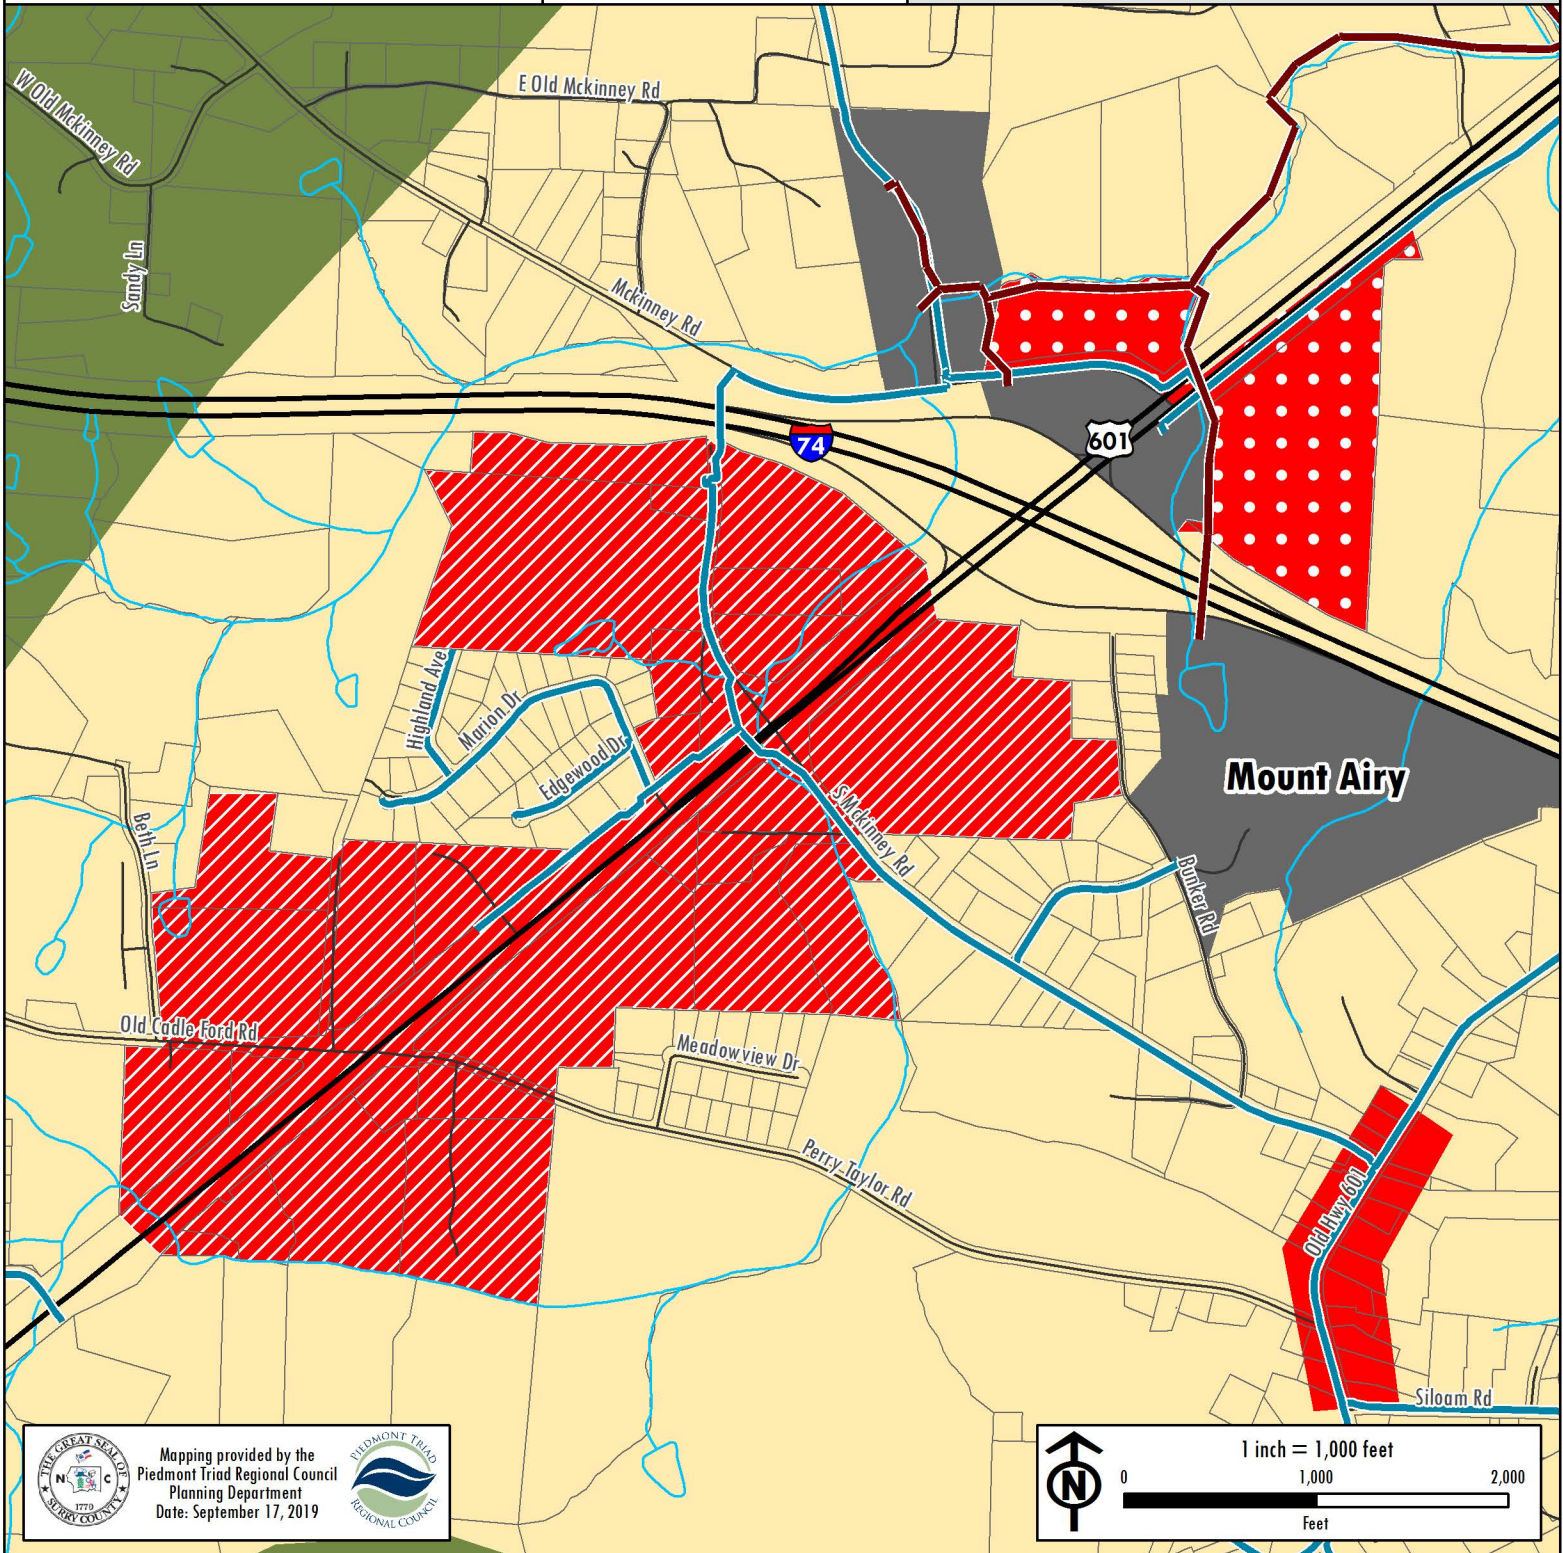 W Old Mckinney Rd
E Old Mckinney Rd
Sandy Ln
Mckinney Rd
74
601
Highland Ave
Marion Dr
Edgewood Dr
S Mckinney Rd
Mount Airy
Beth Ln
Bunker Rd
Old Cadle Ford Rd
Meadowview Dr
Perry Taylor Rd
Old Hwy 601
Siloam Rd
THE GREAT SEAL OF
N C
1770
SURRY COUNTY
Mapping provided by the
Piedmont Triad Regional Council
Planning Department
Date: September 17, 2019
PIEDMONT TRIAD
REGIONAL COUNCIL
N
1 inch = 1,000 feet
0 1,000 2,000
Feet